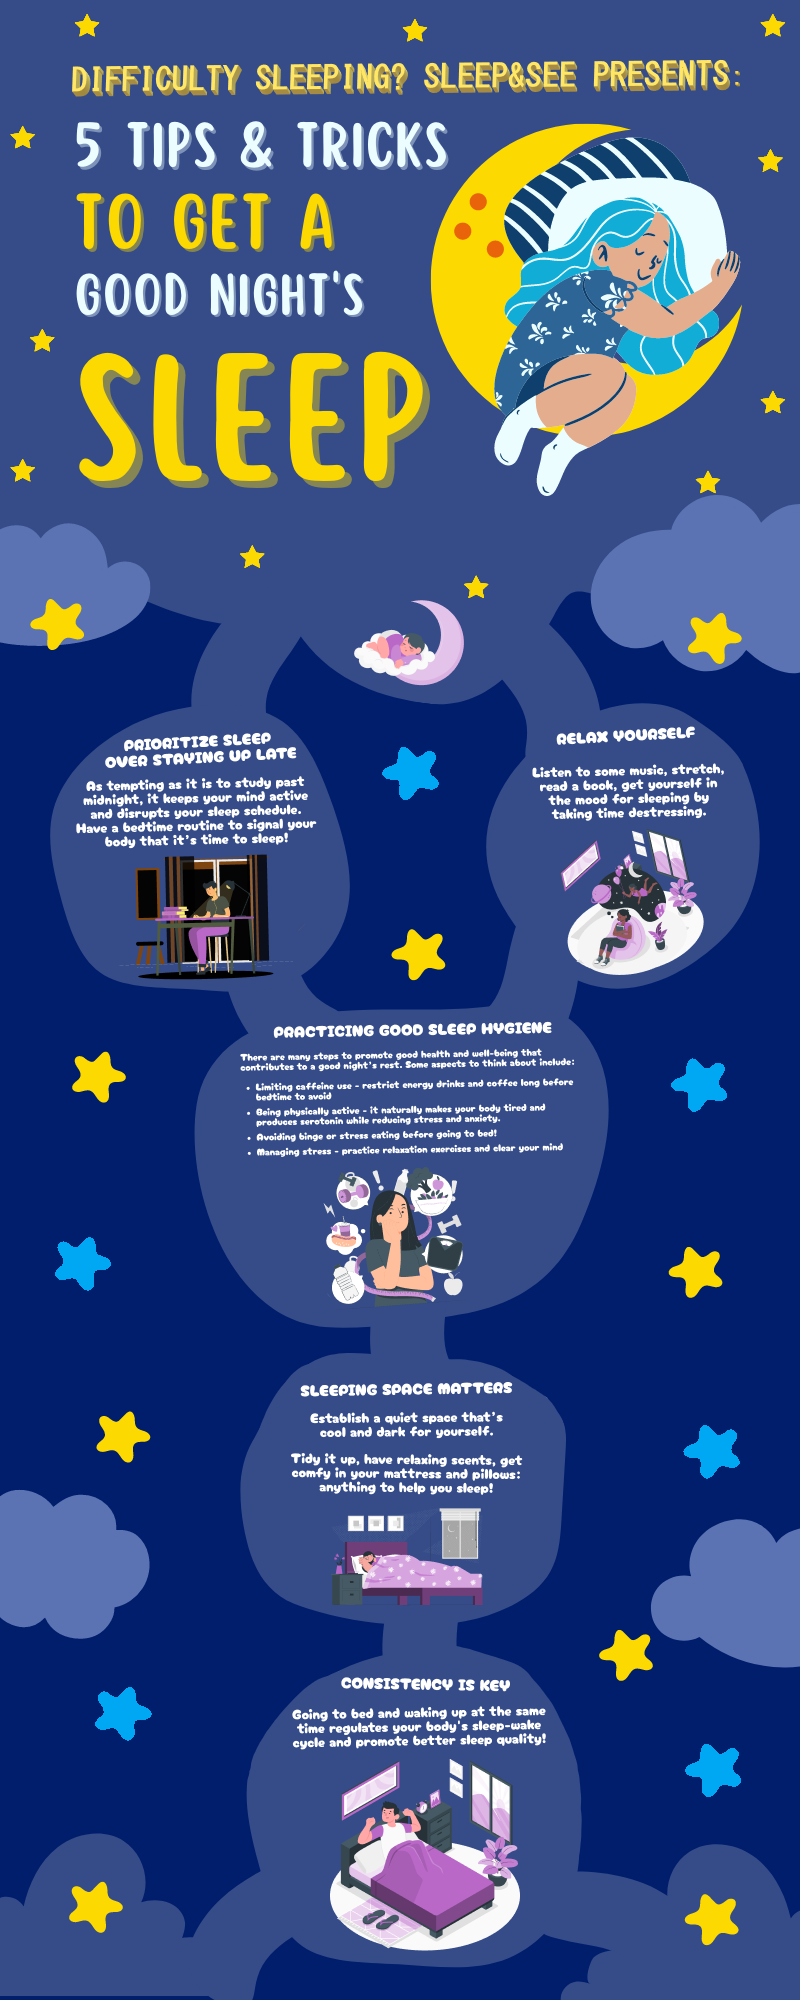 DIFFICULTY SLEEPING? SLEEP&SEE PRESENTS:
5 TIPS & TRICKS
TO GET A
GOOD NIGHT'S
SLEEP
PRIORITIZE SLEEP
OVER STAYING UP LATE
As tempting as it is to study past
midnight, it keeps your mind active
and disrupts your sleep schedule.
Have a bedtime routine to signal your
body that it's time to sleep!
RELAX YOURSELF
Listen to some music, stretch,
read a book, get yourself in
the mood for sleeping by
taking time destressing.
PRACTICING GOOD SLEEP HYGIENE
There are many steps to promote good health and well-being that
contributes to a good night's rest. Some aspects to think about include:
• Limiting caffeine use - restrict energy drinks and coffee long before
bedtime to avoid
• Being physically active - it naturally makes your body tired and
produces serotonin while reducing stress and anxiety.
• Avoiding binge or stress eating before going to bed!
• Managing stress - practice relaxation exercises and clear your mind
SLEEPING SPACE MATTERS
Establish a quiet space that's
cool and dark for yourself.
Tidy it up, have relaxing scents, get
comfy in your mattress and pillows:
anything to help you sleep!
CONSISTENCY IS KEY
Going to bed and waking up at the same
time regulates your body's sleep-wake
cycle and promote better sleep quality!